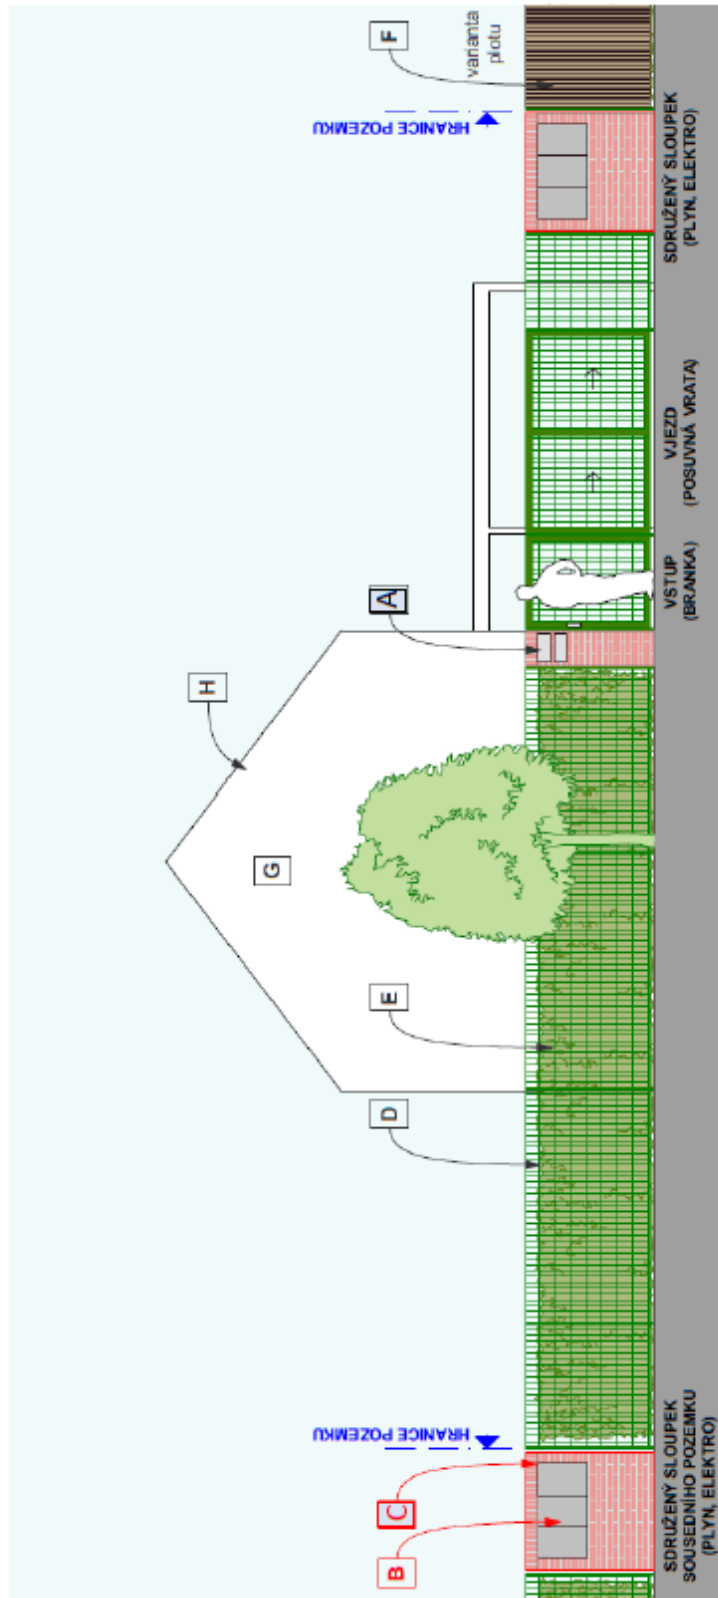 H
G
A
F
varianta
plotu
E
D
C
B
HRANICE POZEMKU
HRANICE POZEMKU
SDRUŽENÝ SLOUPEK
SOUSEDNÍHO POZEMKU
(PLYN, ELEKTRO)
VSTUP
(BRANKA)
VJEZD
(POSUVNÁ VRATA)
SDRUŽENÝ SLOUPEK
(PLYN, ELEKTRO)